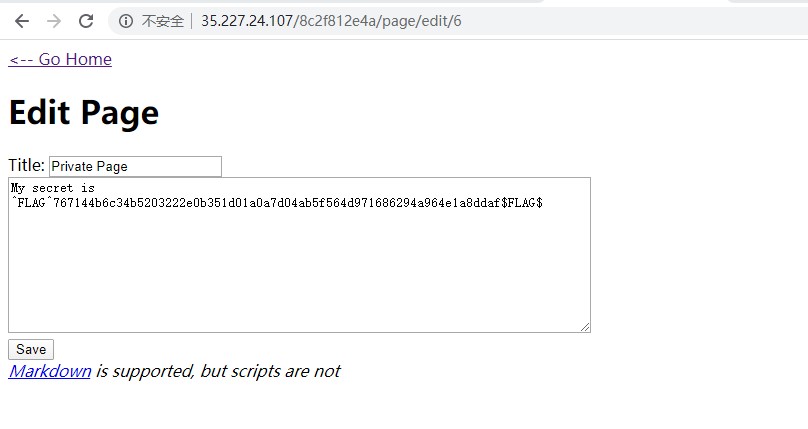 不安全 | 35.227.24.107/8c2f812e4a/page/edit/6
<-- Go Home
Edit Page
Title: Private Page
My secret is
^FLAG^767144b6c34b5203222e0b351d01a0a7d04ab5f564d971686294a964e1a8ddaf$FLAG$
Save
Markdown is supported, but scripts are not